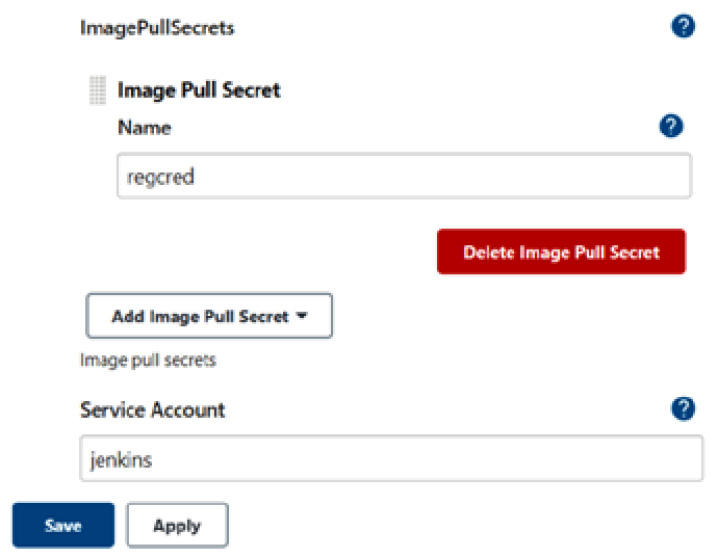 ImagePullSecrets ?
Image Pull Secret
Name ?
regcred
Delete Image Pull Secret
Add Image Pull Secret
Image pull secrets
Service Account ?
jenkins
Save Apply